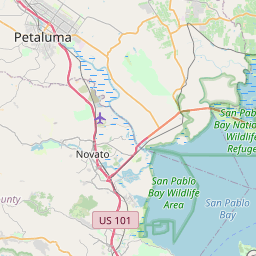 Petaluma
San Pablo
Bay National
Wildlife
Refuge
Novato
San Pablo
Bay Wildlife
Area
San Pablo
Bay
ounty
US 101